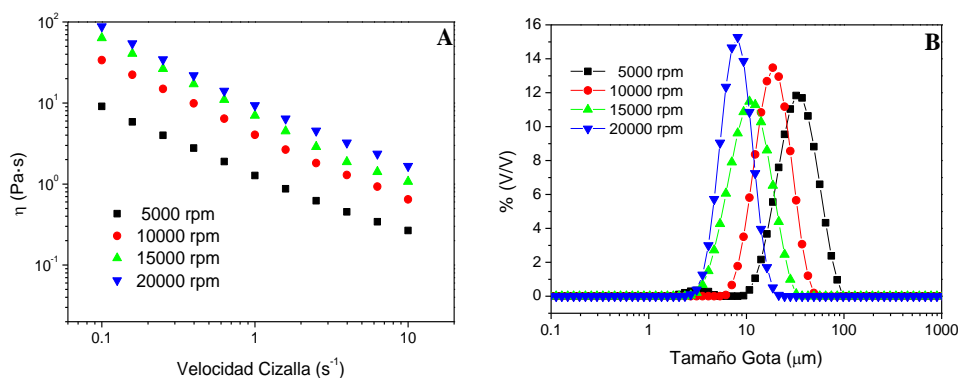 A
10²
10¹
10⁰
10⁻¹
η (Pa·s)
5000 rpm
10000 rpm
15000 rpm
20000 rpm
0.1
1
10
Velocidad Cizalla (s⁻¹)
B
16
14
12
10
8
6
4
2
0
% (V/V)
5000 rpm
10000 rpm
15000 rpm
20000 rpm
0.1
1
10
100
1000
Tamaño Gota (μm)